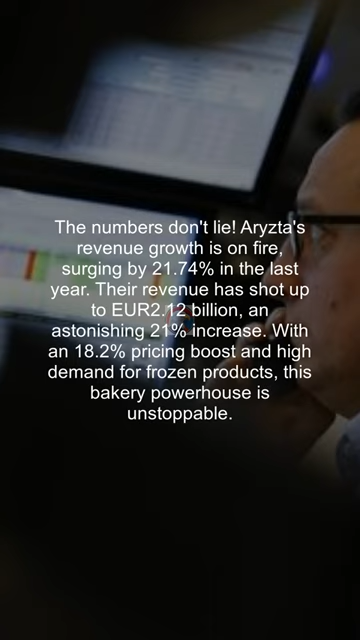 The numbers don't lie! Aryzta's
revenue growth is on fire,
surging by 21.74% in the last
year. Their revenue has shot up
to EUR2.12 billion, an
astonishing 21% increase. With
an 18.2% pricing boost and high
demand for frozen products, this
bakery powerhouse is
unstoppable.